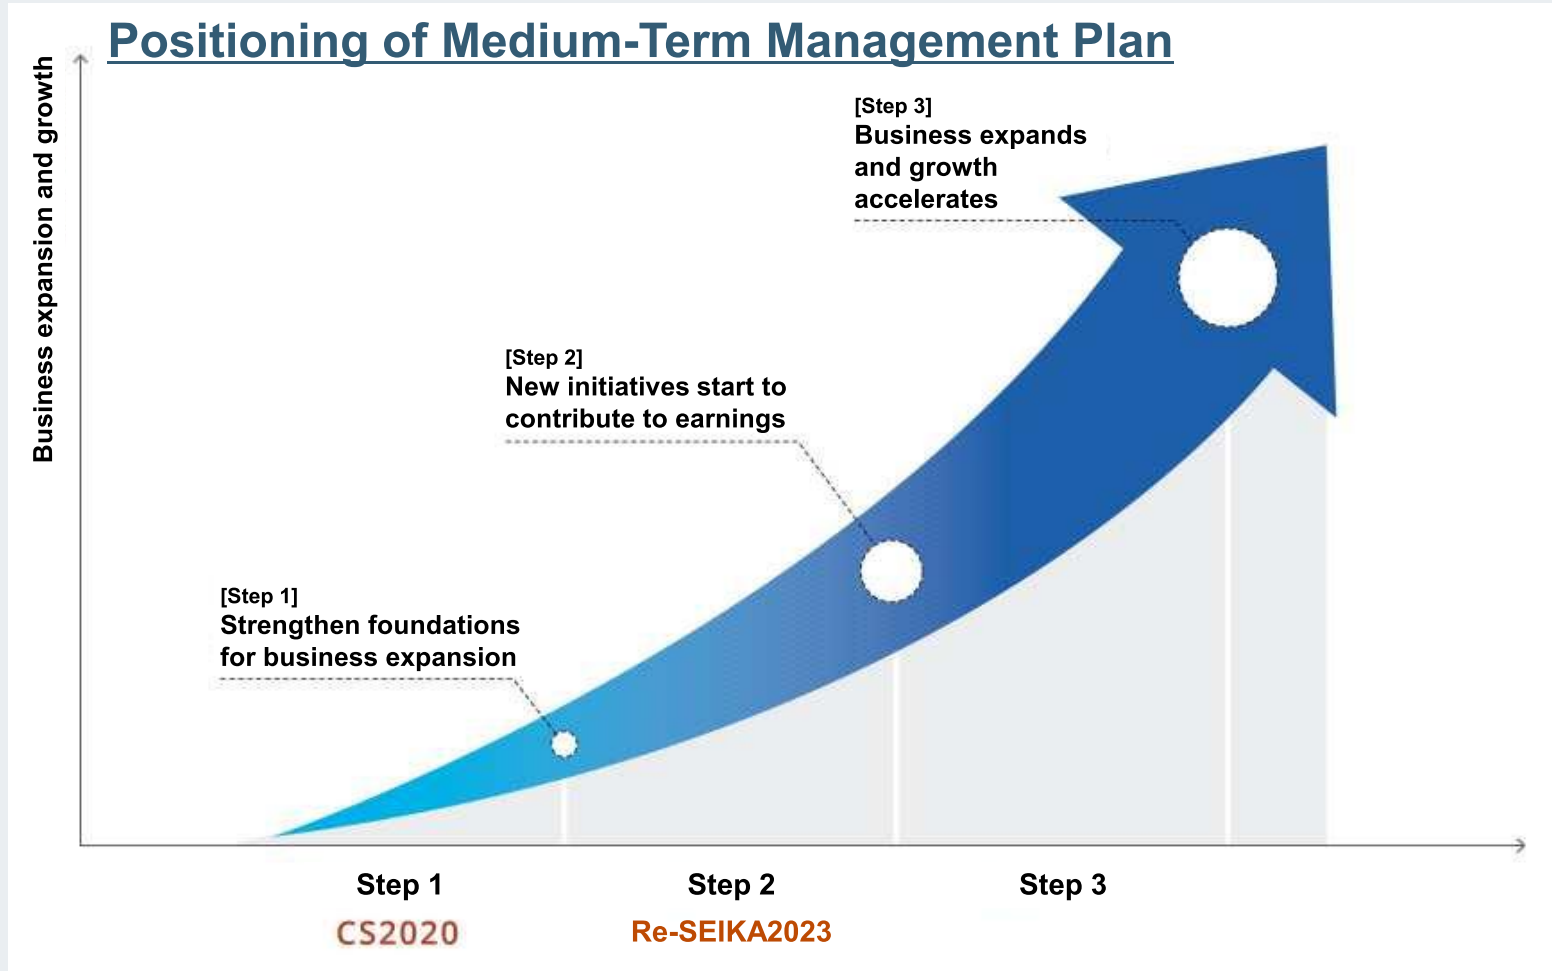 Positioning of Medium-Term Management Plan
Business expansion and growth
[Step 3]
Business expands
and growth
accelerates
[Step 2]
New initiatives start to
contribute to earnings
[Step 1]
Strengthen foundations
for business expansion
Step 1
Step 2
Step 3
CS2020
Re-SEIKA2023